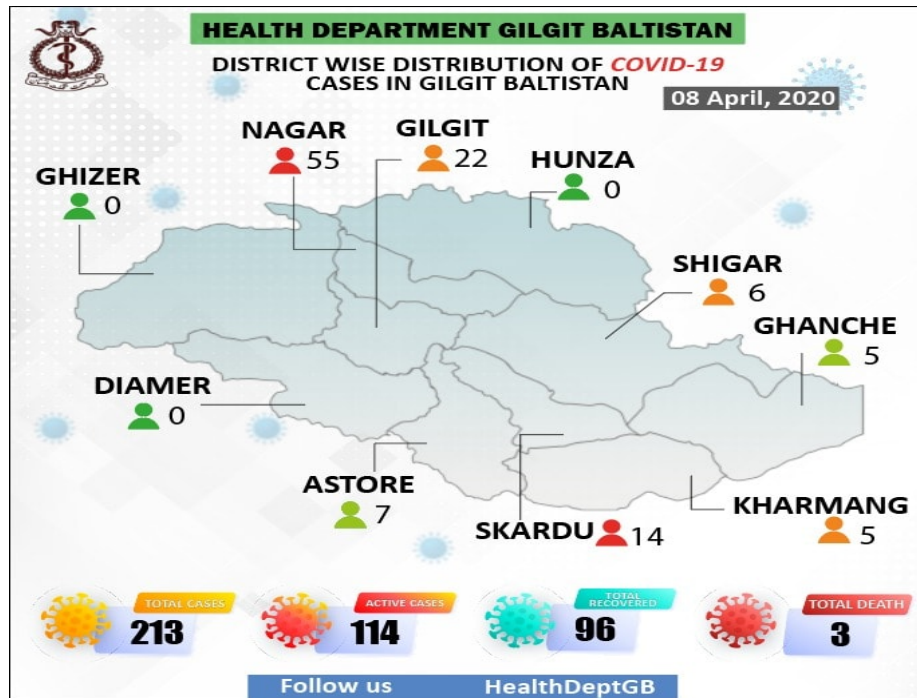 HEALTH DEPARTMENT GILGIT BALTISTAN
DISTRICT WISE DISTRIBUTION OF COVID-19
CASES IN GILGIT BALTISTAN
08 April, 2020
NAGAR
55
GILGIT
22
HUNZA
0
GHIZER
0
SHIGAR
6
GHANCHE
5
DIAMER
0
ASTORE
7
SKARDU 14
KHARMANG
5
TOTAL CASES
213
ACTIVE CASES
114
TOTAL
RECOVERED
96
TOTAL DEATH
3
Follow us HealthDeptGB